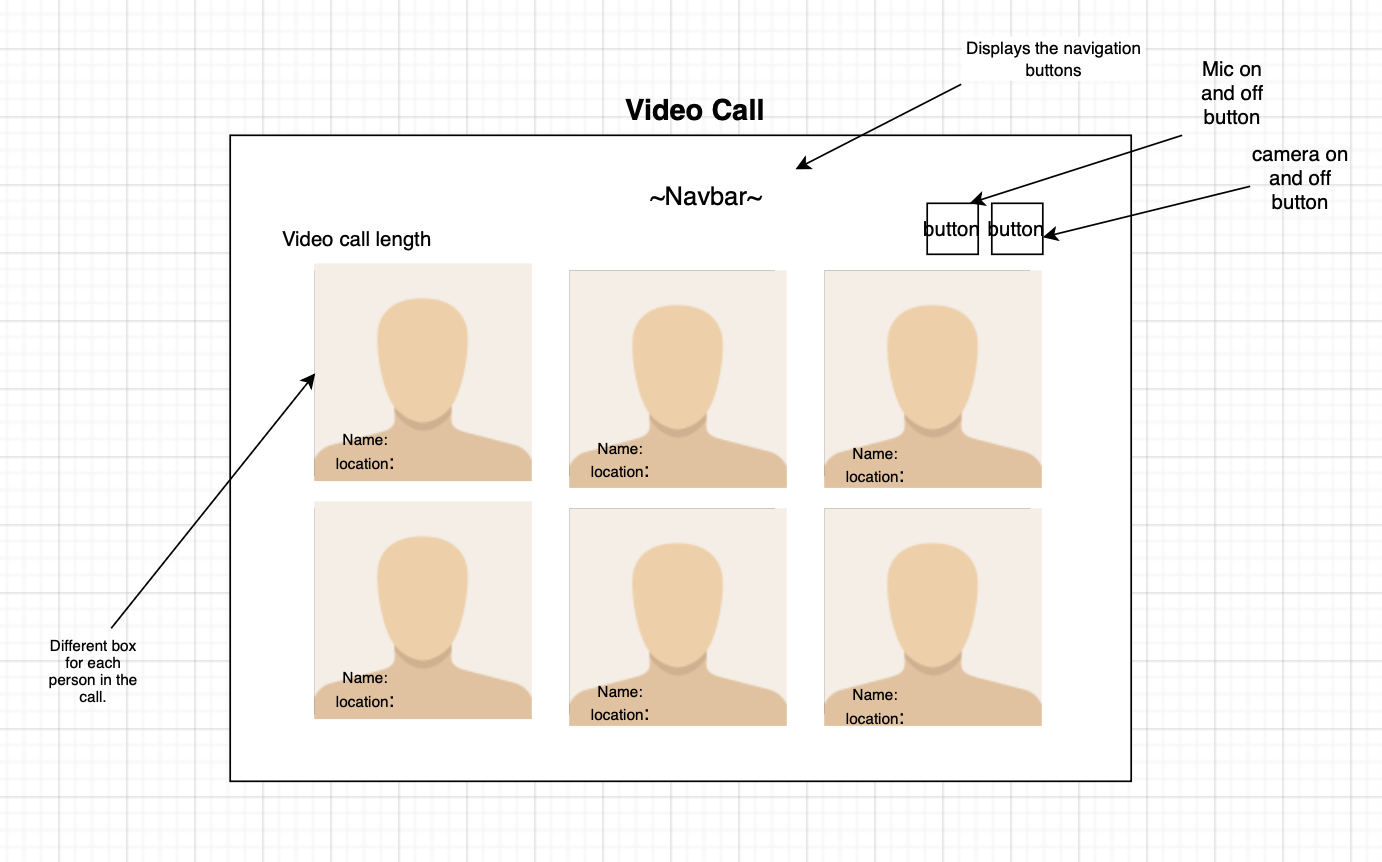 Displays the navigation
buttons
Mic on
and off
button
Video Call
camera on
and off
button
~Navbar~
button
button
Video call length
Name:
location:
Name:
location:
Name:
location:
Different box
for each
person in the
call.
Name:
location:
Name:
location:
Name:
location: